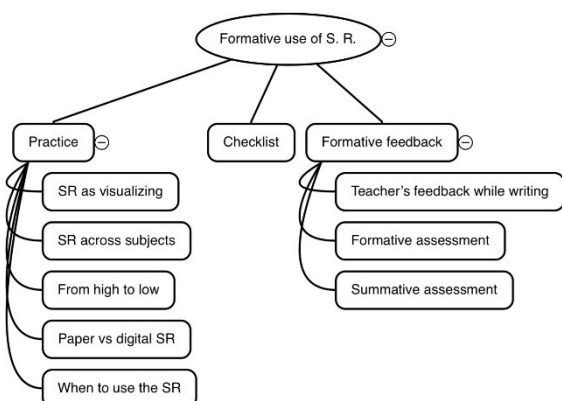 Formative use of S. R.
Practice
Checklist
Formative feedback
SR as visualizing
SR across subjects
From high to low
Paper vs digital SR
When to use the SR
Teacher's feedback while writing
Formative assessment
Summative assessment